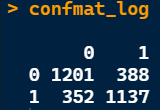 > confmat_log
0 1
0 1201 388
1 352 1137